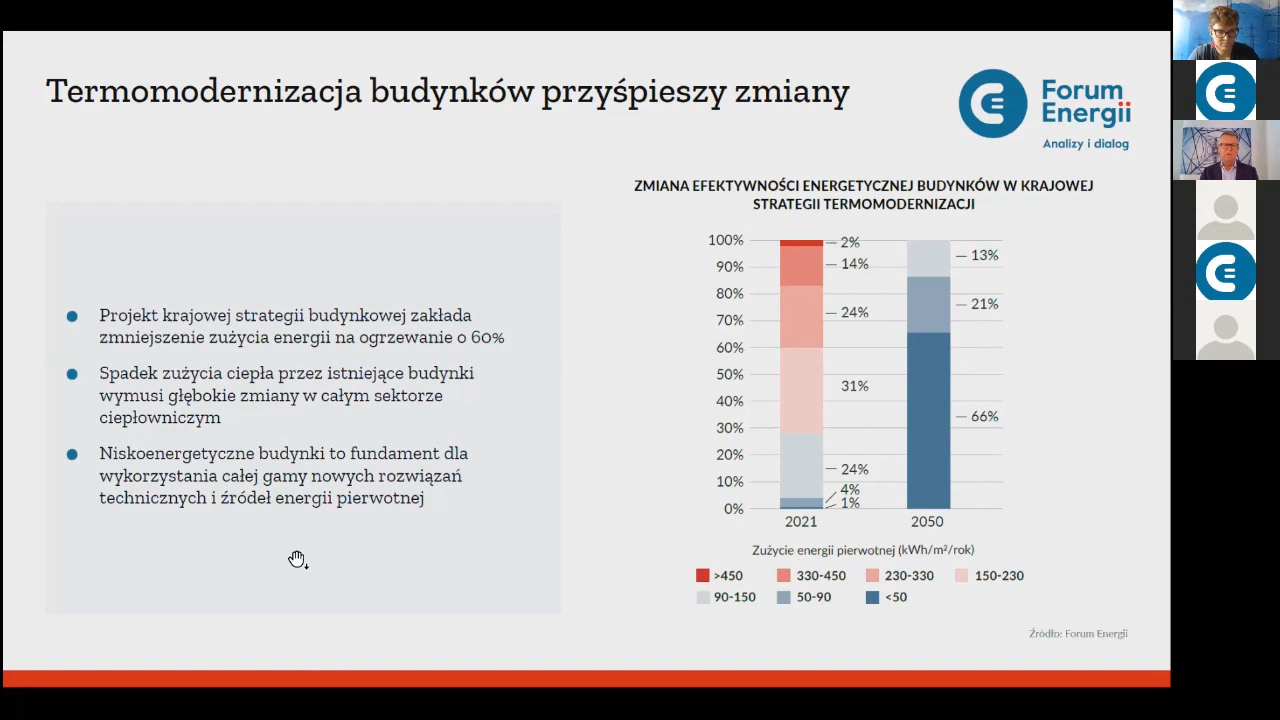 Termomodernizacja budynków przyśpieszy zmiany
Forum
Energii
Analizy i dialog
Projekt krajowej strategii budynkowej zakłada
zmniejszenie zużycia energii na ogrzewanie o 60%
Spadek zużycia ciepła przez istniejące budynki
wymusi głębokie zmiany w całym sektorze
ciepłowniczym
Niskoenergetyczne budynki to fundament dla
wykorzystania całej gamy nowych rozwiązań
technicznych i źródeł energii pierwotnej
ZMIANA EFEKTYWNOŚCI ENERGETYCZNEJ BUDYNKÓW W KRAJOWEJ
STRATEGII TERMOMODERNIZACJI
100%
90%
80%
70%
60%
50%
40%
30%
20%
10%
0%
2%
14%
24%
31%
24%
4%
1%
13%
21%
66%
2021 2050
Zużycie energii pierwotnej (kWh/m²/rok)
>450 330-450 230-330 150-230
90-150 50-90 <50
Źródło: Forum Energii